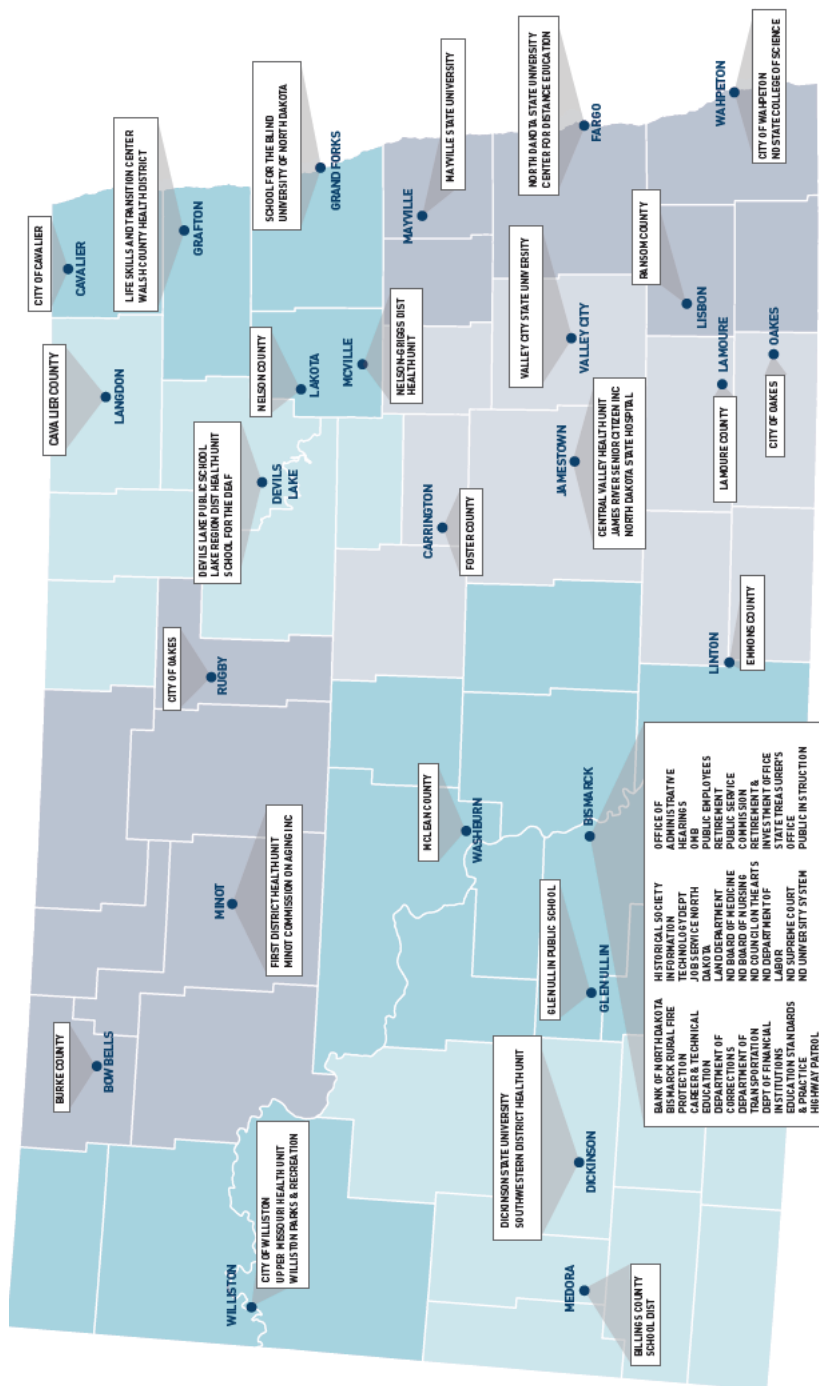 CITY OF CAVALIER
CAVALIER
LIFE SKILLS AND TRANSITION CENTER
WALSH COUNTY HEALTH DISTRICT
GRAFTON
SCHOOL FOR THE BLIND
UNIVERSITY OF NORTH DAKOTA
GRAND FORKS
MAYVILLE
MAYVILLE STATE UNIVERSITY
NORTH DAKOTA STATE UNIVERSITY
CENTER FOR DISTANCE EDUCATION
FARGO
WAHPETON
CITY OF WAHPETON
ND STATE COLLEGE OF SCIENCE
CAVALIER COUNTY
LANGDON
NELSON COUNTY
LAKOTA
MCVILLE
NELSON-GRIGGS DIST
HEALTH UNIT
VALLEY CITY STATE UNIVERSITY
VALLEY CITY
RANSOM COUNTY
LISBON
LAMOURE
LAMOURE COUNTY
OAKES
CITY OF OAKES
DEVILS LAKE PUBLIC SCHOOL
LAKE REGION DIST HEALTH UNIT
SCHOOL FOR THE DEAF
DEVILS
LAKE
CARRINGTON
FOSTER COUNTY
JAMESTOWN
CENTRAL VALLEY HEALTH UNIT
JAMES RIVER SENIOR CITIZEN INC
NORTH DAKOTA STATE HOSPITAL
CITY OF OAKES
RUGBY
LINTON
EMMONS COUNTY
MINOT
FIRST DISTRICT HEALTH UNIT
MINOT COMMISSION ON AGING INC
MCLEAN COUNTY
WASHBURN
BISMARCK
BANK OF NORTH DAKOTA
BISMARCK RURAL FIRE
PROTECTION
CAREER & TECHNICAL
EDUCATION
DEPARTMENT OF
CORRECTIONS
DEPARTMENT OF
TRANSPORTATION
DEPT OF FINANCIAL
INSTITUTIONS
EDUCATION STANDARDS
& PRACTICE
HIGHWAY PATROL
HISTORICAL SOCIETY
INFORMATION
TECHNOLOGY DEPT
JOB SERVICE NORTH
DAKOTA
LAND DEPARTMENT
ND BOARD OF MEDICINE
ND BOARD OF NURSING
ND COUNCIL ON THE ARTS
ND DEPARTMENT OF
LABOR
ND SUPREME COURT
ND UNIVERSITY SYSTEM
OFFICE OF
ADMINISTRATIVE
HEARINGS
OMB
PUBLIC EMPLOYEES
RETIREMENT
PUBLIC SERVICE
COMMISSION
RETIREMENT &
INVESTMENT OFFICE
STATE TREASURER'S
OFFICE
PUBLIC INSTRUCTION
GLEN ULLIN PUBLIC SCHOOL
GLEN ULLIN
BURKE COUNTY
BOWBELLS
DICKINSON STATE UNIVERSITY
SOUTHWESTERN DISTRICT HEALTH UNIT
DICKINSON
WILLISTON
CITY OF WILLISTON
UPPER MISSOURI HEALTH UNIT
WILLISTON PARKS & RECREATION
MEDORA
BILLINGS COUNTY
SCHOOL DIST